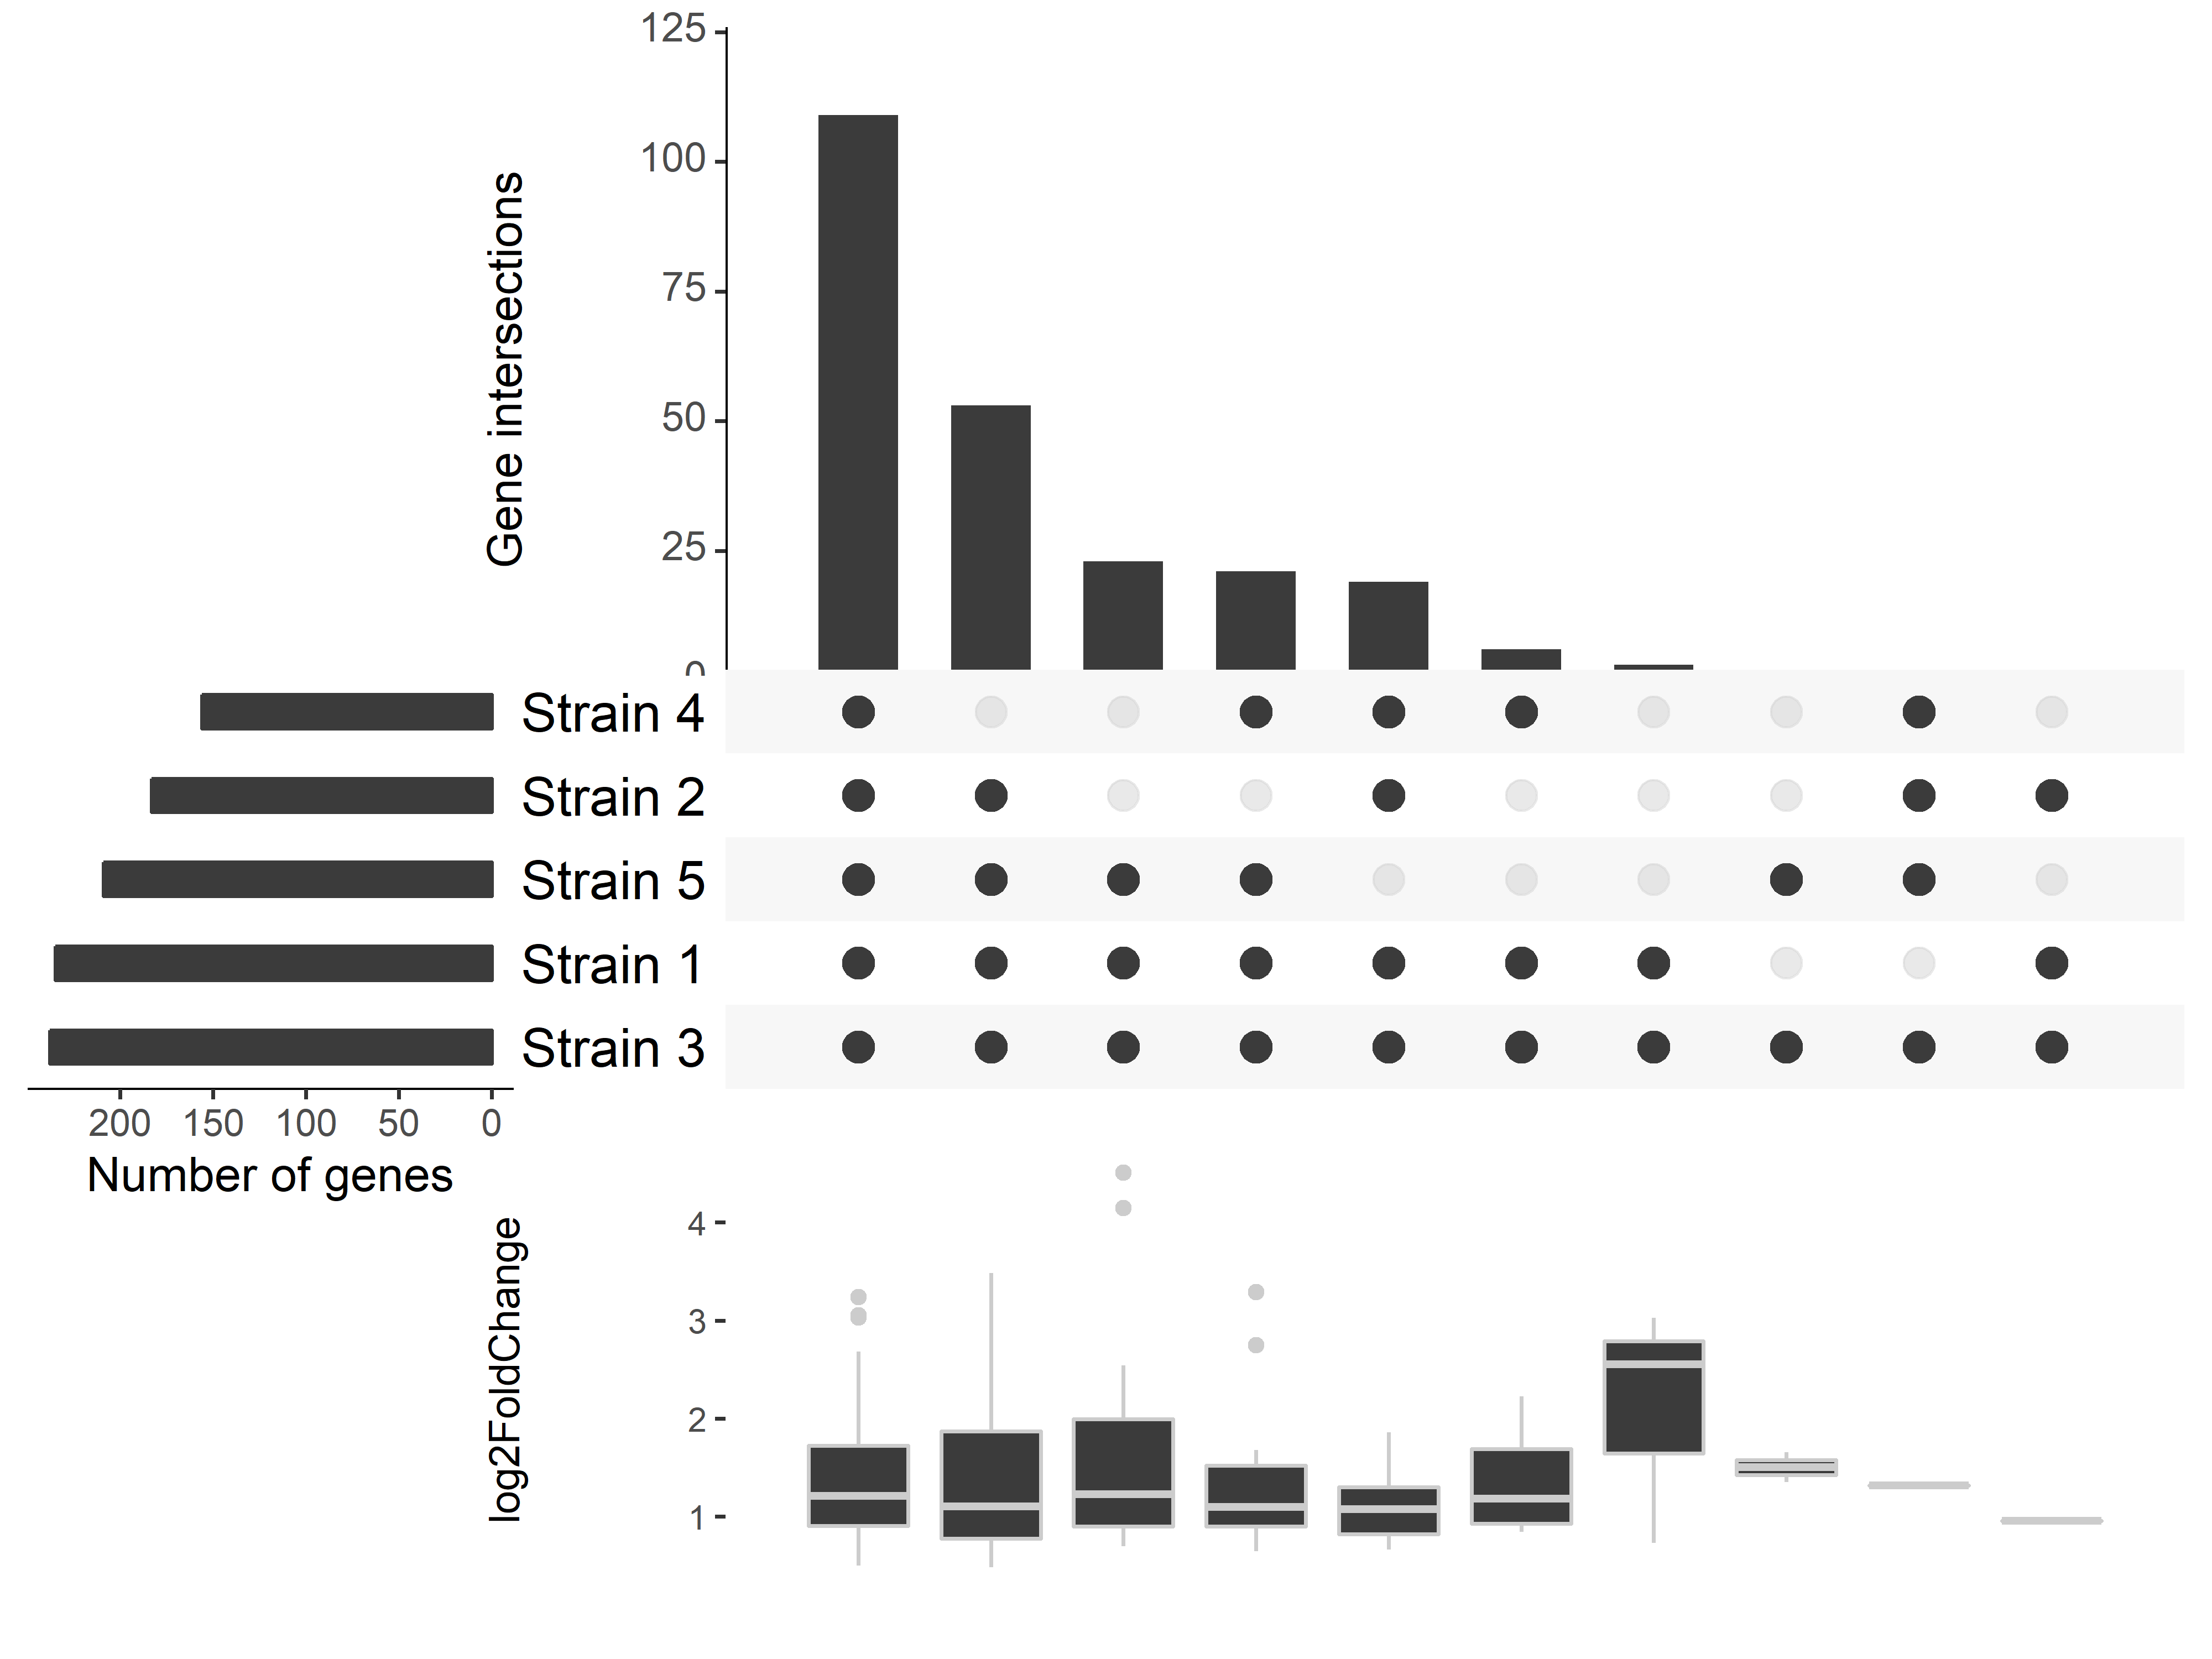 125
100
75
50
25
0
Gene intersections
Strain 4
Strain 2
Strain 5
Strain 1
Strain 3
200 150 100 50 0
Number of genes
4
3
2
1
log2FoldChange